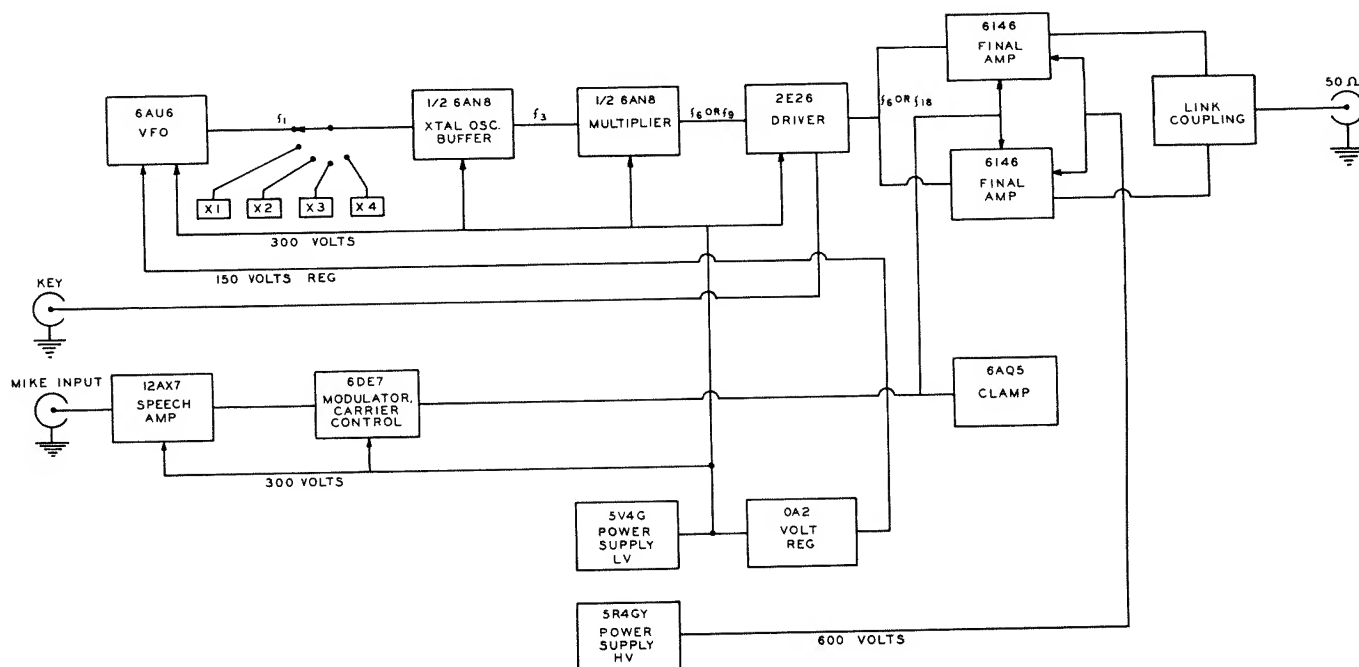 6146
FINAL
AMP
50 Ω
6AU6
VFO
f1
1/2 6AN8
XTAL OSC.
BUFFER
f3
1/2 6AN8
MULTIPLIER
f6 OR f9
2E26
DRIVER
f6 OR f18
LINK
COUPLING
6146
FINAL
AMP
X1
X2
X3
X4
300 VOLTS
150 VOLTS REG
KEY
MIKE INPUT
12AX7
SPEECH
AMP
6DE7
MODULATOR,
CARRIER
CONTROL
6AQ5
CLAMP
300 VOLTS
5V4G
POWER
SUPPLY
LV
OA2
VOLT
REG
5R4GY
POWER
SUPPLY
HV
600 VOLTS